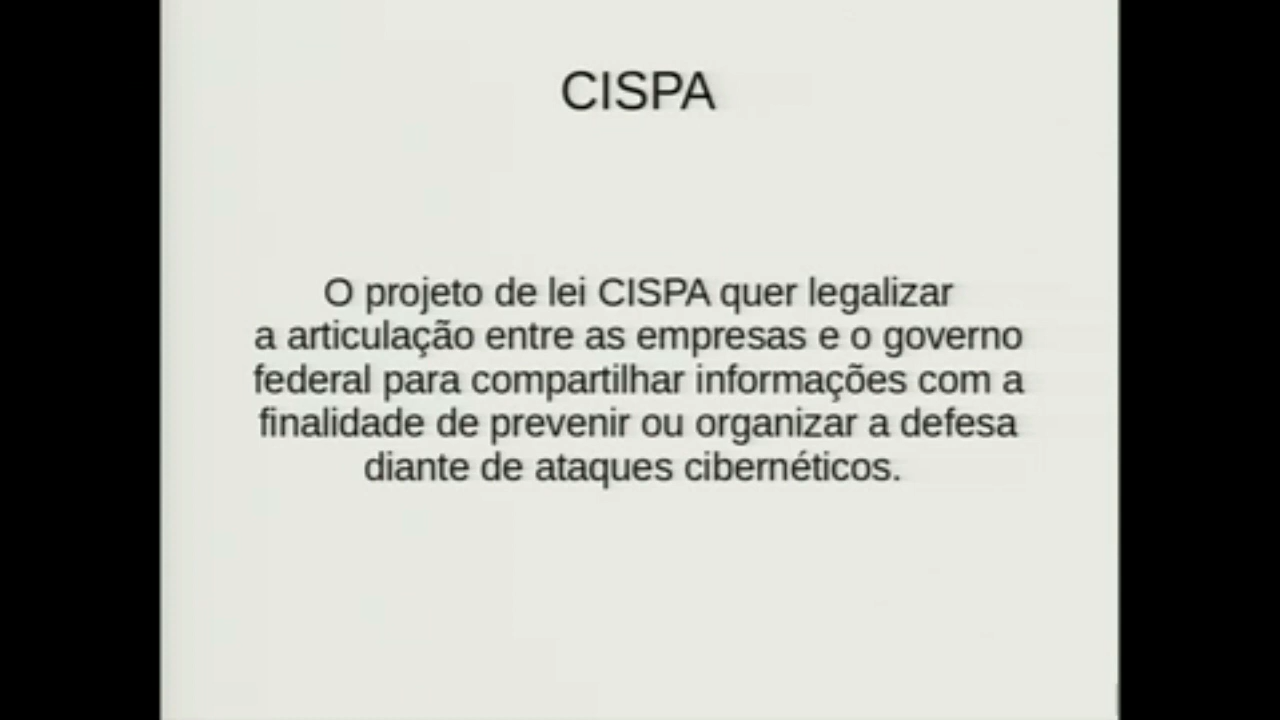 CISPA
O projeto de lei CISPA quer legalizar
a articulação entre as empresas e o governo
federal para compartilhar informações com a
finalidade de prevenir ou organizar a defesa
diante de ataques cibernéticos.